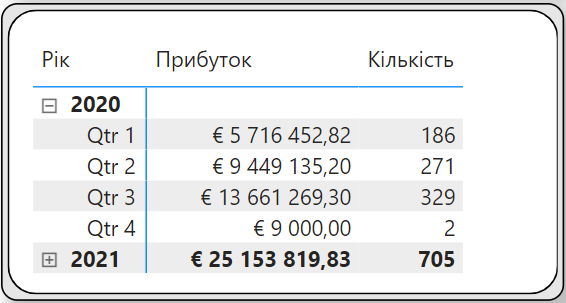 Рік Прибуток Кількість
2020
Qtr 1 € 5 716 452,82 186
Qtr 2 € 9 449 135,20 271
Qtr 3 € 13 661 269,30 329
Qtr 4 € 9 000,00 2
2021 € 25 153 819,83 705